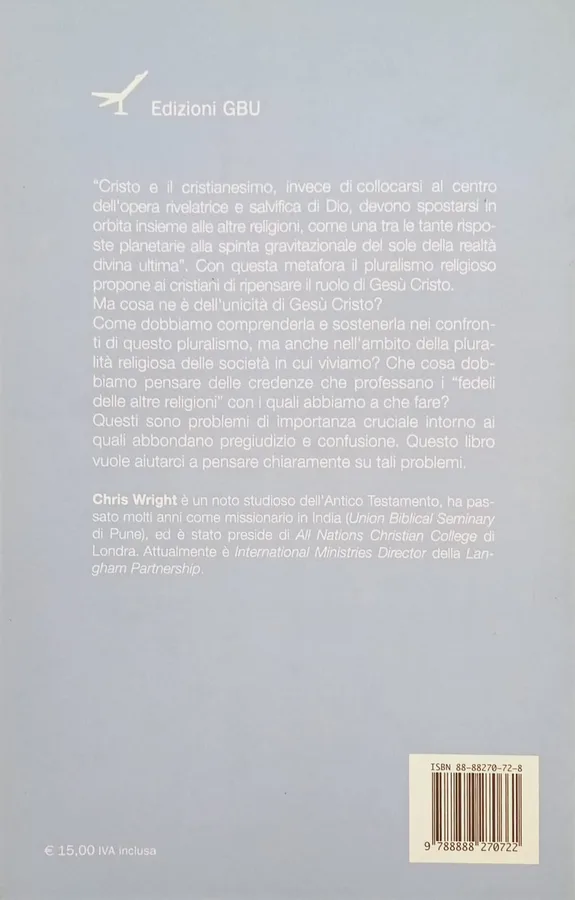 Edizioni GBU
"Cristo e il cristianesimo, invece di collocarsi al centro
dell'opera rivelatrice e salvifica di Dio, devono spostarsi in
orbita insieme alle altre religioni, come una tra le tante rispo-
ste planetarie alla spinta gravitazionale del sole della realtà
divina ultima". Con questa metafora il pluralismo religioso
propone ai cristiani di ripensare il ruolo di Gesù Cristo.
Ma cosa ne è dell'unicità di Gesù Cristo?
Come dobbiamo comprenderla e sostenerla nei confron-
ti di questo pluralismo, ma anche nell'ambito della plura-
lità religiosa delle società in cui viviamo? Che cosa dob-
biamo pensare delle credenze che professano i "fedeli
delle altre religioni" con i quali abbiamo a che fare?
Questi sono problemi di importanza cruciale intorno ai
quali abbondano pregiudizio e confusione. Questo libro
vuole aiutarci a pensare chiaramente su tali problemi.
Chris Wright è un noto studioso dell'Antico Testamento, ha pas-
sato molti anni come missionario in India (Union Biblical Seminary
di Pune), ed è stato preside di All Nations Christian College di
Londra. Attualmente è International Ministries Director della Lan-
gham Partnership.
ISBN 88-88270-72-8
9 788888 270722
€ 15,00 IVA inclusa